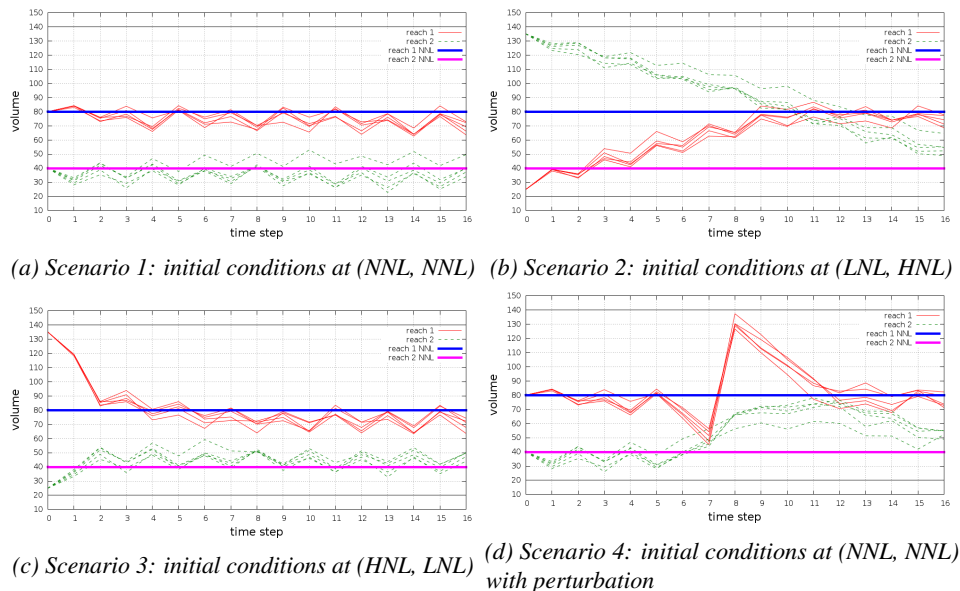 150
140
130
120
110
100
90
80
70
60
50
40
30
20
10
volume
reach 1
reach 2
reach 1 NNL
reach 2 NNL
0 1 2 3 4 5 6 7 8 9 10 11 12 13 14 15 16
time step
(a) Scenario 1: initial conditions at (NNL, NNL)
150
140
130
120
110
100
90
80
70
60
50
40
30
20
10
volume
reach 1
reach 2
reach 1 NNL
reach 2 NNL
0 1 2 3 4 5 6 7 8 9 10 11 12 13 14 15 16
time step
(b) Scenario 2: initial conditions at (LNL, HNL)
150
140
130
120
110
100
90
80
70
60
50
40
30
20
10
volume
reach 1
reach 2
reach 1 NNL
reach 2 NNL
0 1 2 3 4 5 6 7 8 9 10 11 12 13 14 15 16
time step
(c) Scenario 3: initial conditions at (HNL, LNL)
150
140
130
120
110
100
90
80
70
60
50
40
30
20
10
volume
reach 1
reach 2
reach 1 NNL
reach 2 NNL
0 1 2 3 4 5 6 7 8 9 10 11 12 13 14 15 16
time step
(d) Scenario 4: initial conditions at (NNL, NNL)
with perturbation